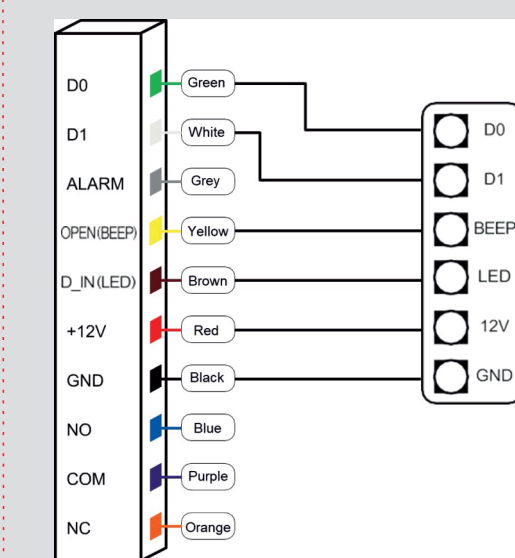 D0 Green
D1 White
ALARM Grey
OPEN(BEEP) Yellow
D_IN(LED) Brown
+12V Red
GND Black
NO Blue
COM Purple
NC Orange
D0
D1
BEEP
LED
12V
GND